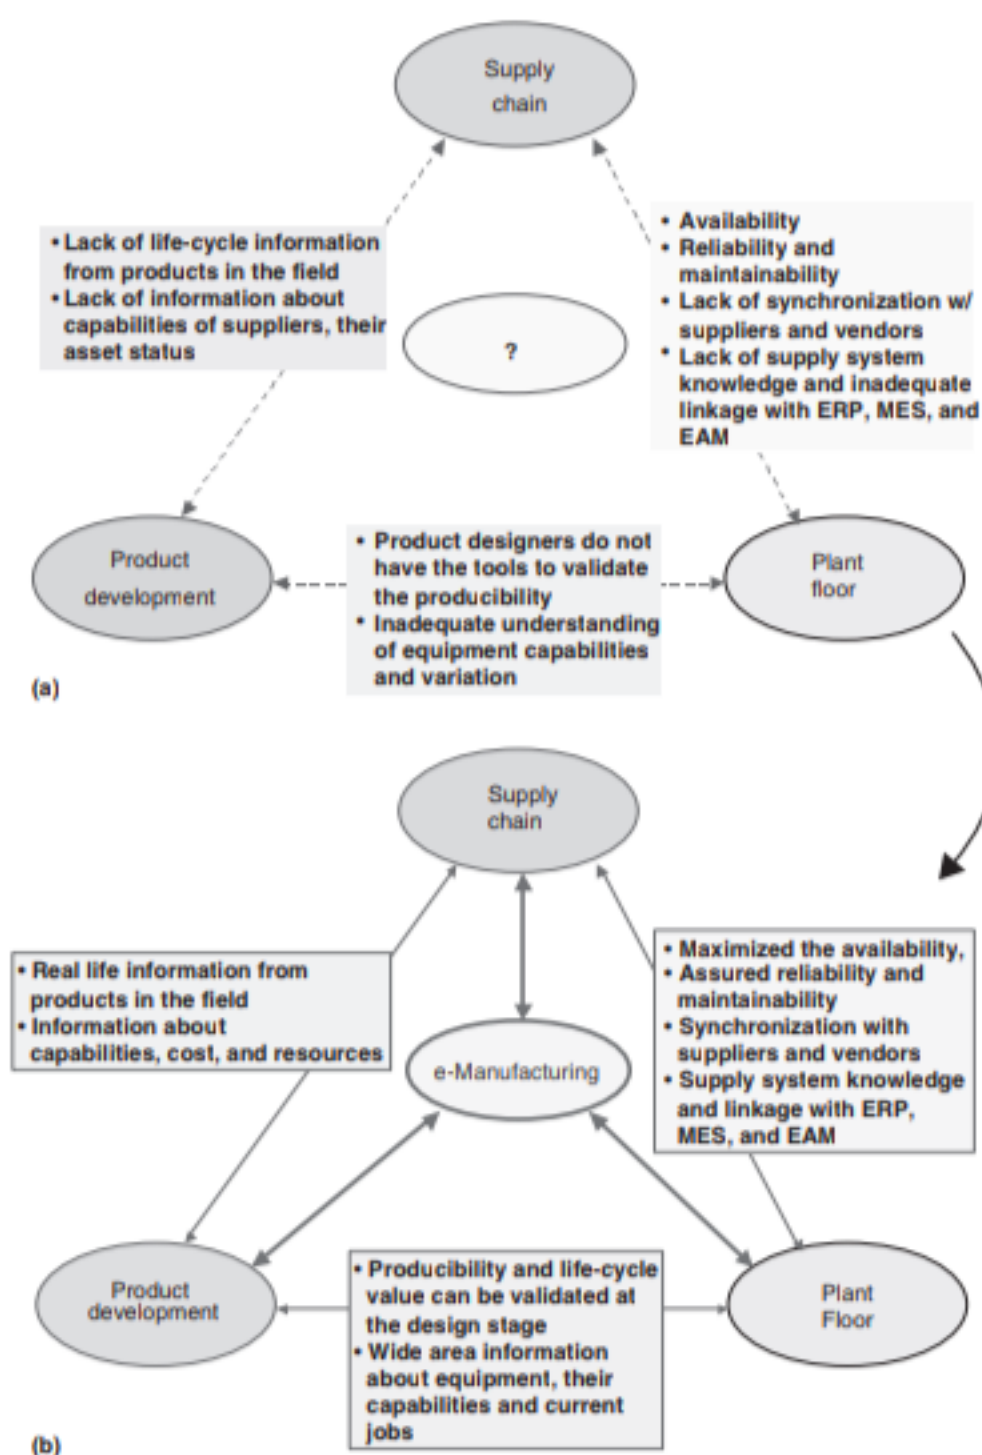 Supply
chain
• Lack of life-cycle information
from products in the field
• Lack of information about
capabilities of suppliers, their
asset status
• Availability
• Reliability and
maintainability
• Lack of synchronization w/
suppliers and vendors
• Lack of supply system
knowledge and inadequate
linkage with ERP, MES, and
EAM
?
Product
development
• Product designers do not
have the tools to validate
the producibility
• Inadequate understanding
of equipment capabilities
and variation
Plant
floor
(a)
Supply
chain
• Real life information from
products in the field
• Information about
capabilities, cost, and resources
e-Manufacturing
• Maximized the availability,
• Assured reliability and
maintainability
• Synchronization with
suppliers and vendors
• Supply system knowledge
and linkage with ERP,
MES, and EAM
Product
development
• Producibility and life-cycle
value can be validated at
the design stage
• Wide area information
about equipment, their
capabilities and current
jobs
Plant
Floor
(b)